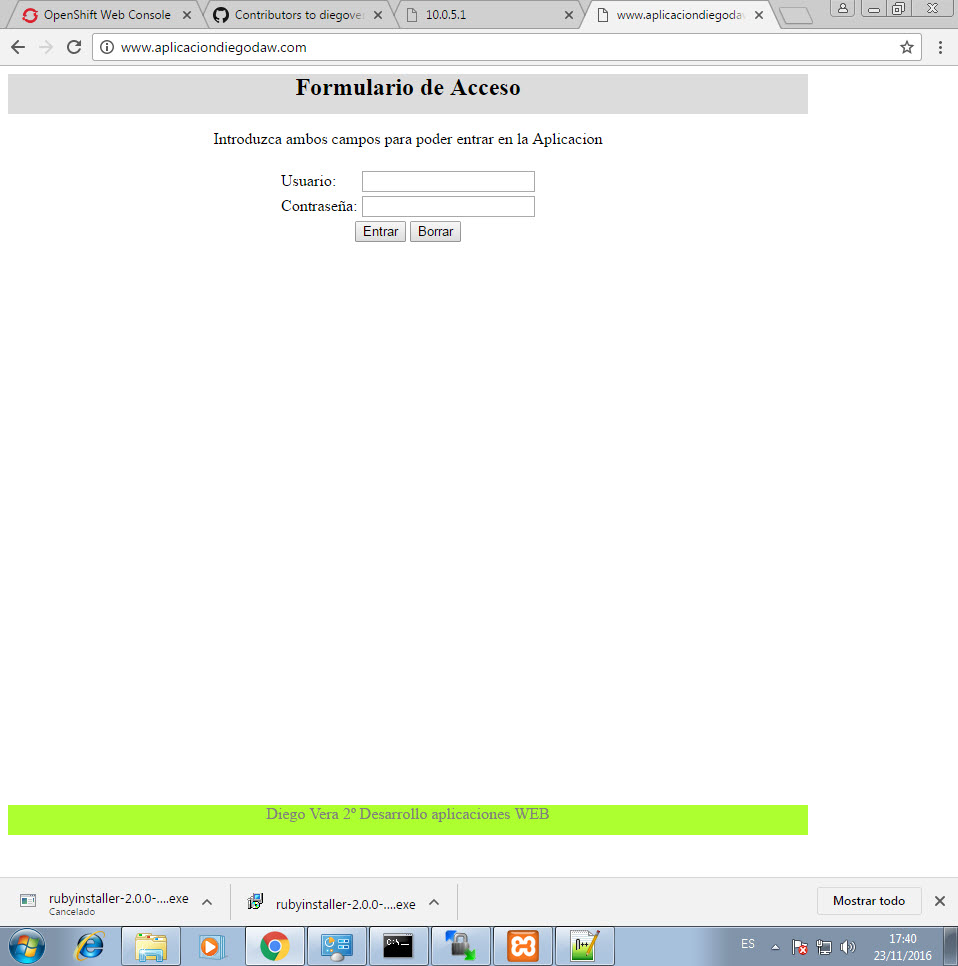 OpenShift Web Console
Contributors to diegove
10.0.5.1
www.aplicaciondiegodaw
www.aplicaciondiegodaw.com
Formulario de Acceso
Introduzca ambos campos para poder entrar en la Aplicacion
Usuario:
Contraseña:
Entrar Borrar
Diego Vera 2º Desarrollo aplicaciones WEB
rubyinstaller-2.0.0-....exe
Cancelado
rubyinstaller-2.0.0-....exe
Mostrar todo
C:\_
N++
ES
17:40
23/11/2016